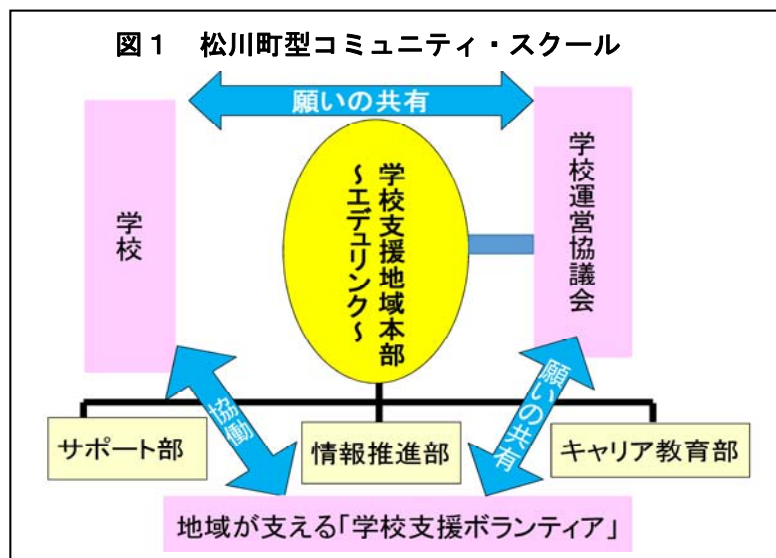 図1 松川町型コミュニティ・スクール
願いの共有
学校
学校支援地域本部
~エデュリンク~
学校運営協議会
協働
願いの共有
サポート部
情報推進部
キャリア教育部
地域が支える「学校支援ボランティア」